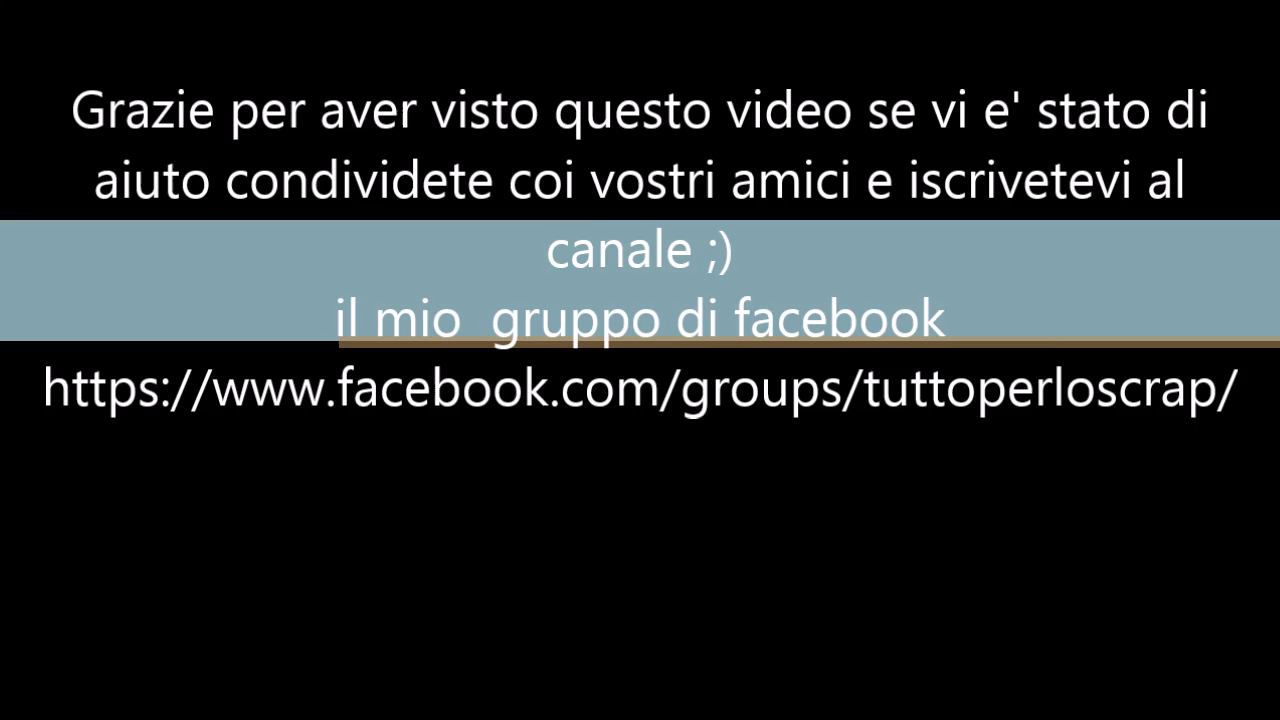 Grazie per aver visto questo video se vi e' stato di
aiuto condividete coi vostri amici e iscrivetevi al
canale ;)
il mio  gruppo di facebook
https://www.facebook.com/groups/tuttoperloscrap/